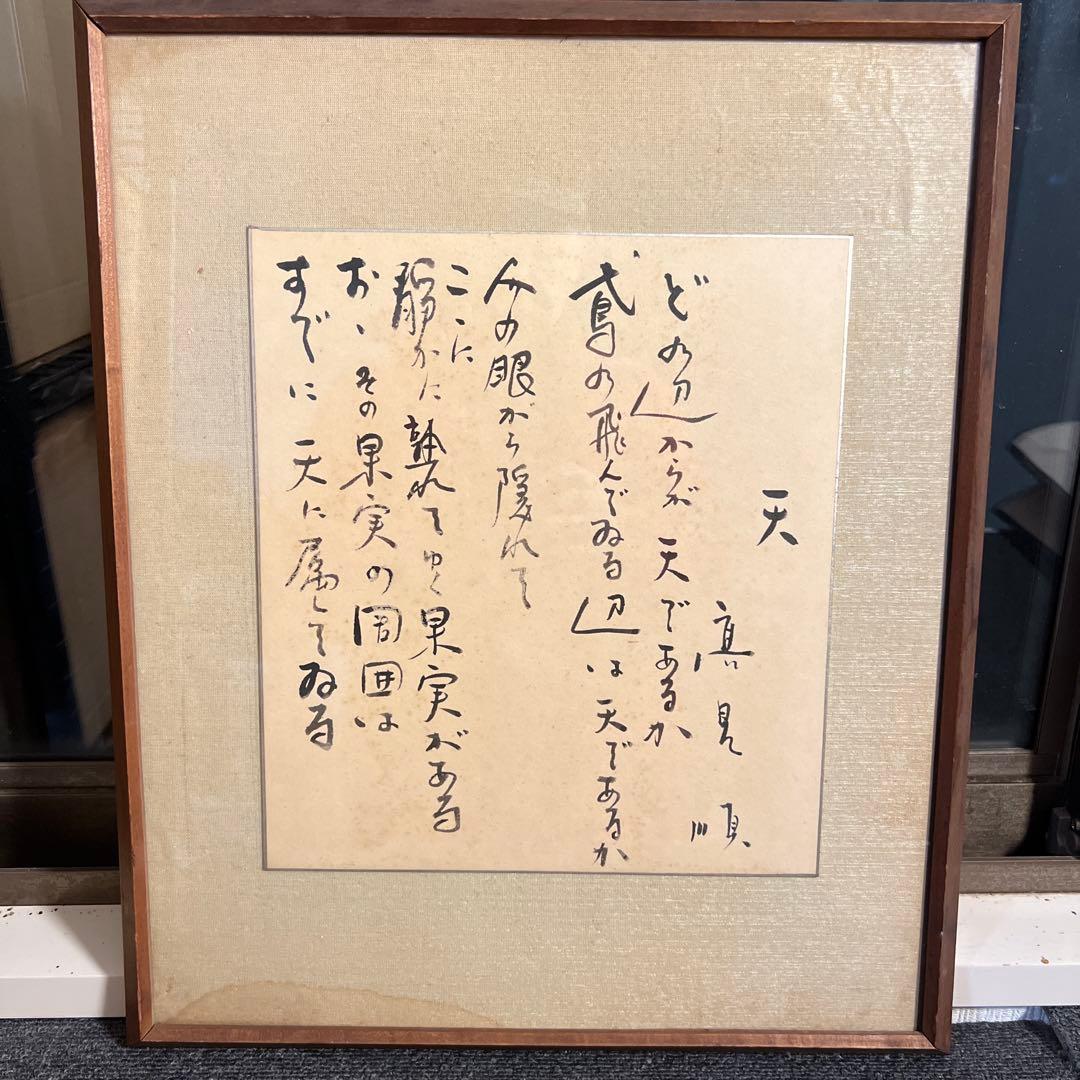 天
高見順
どの辺からが天であるか
鳶の飛んでゐる辺は天であるか
人の眼から隠れて
こゝに
静かに熟れてゆく果実がある
おゝその果実の周囲は
すでに天に属してゐる